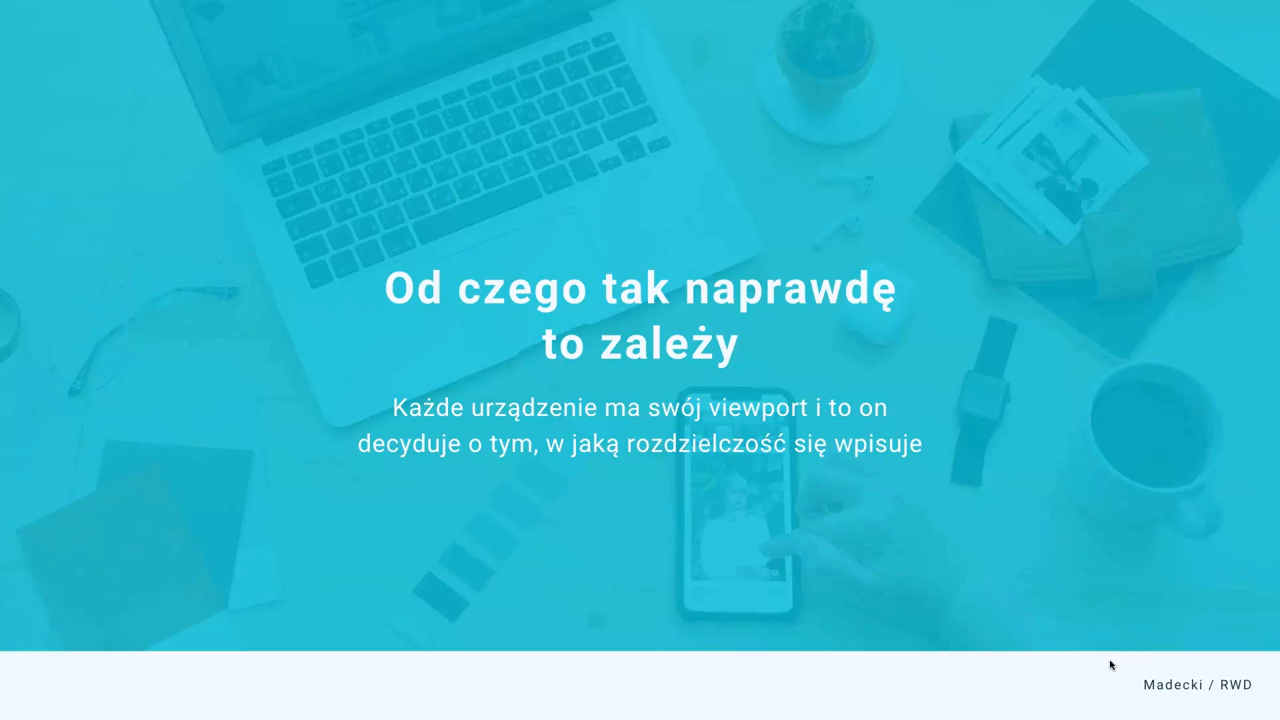 Od czego tak naprawdę
to zależy
Każde urządzenie ma swój viewport i to on
decyduje o tym, w jaką rozdzielczość się wpisuje
Madecki / RWD